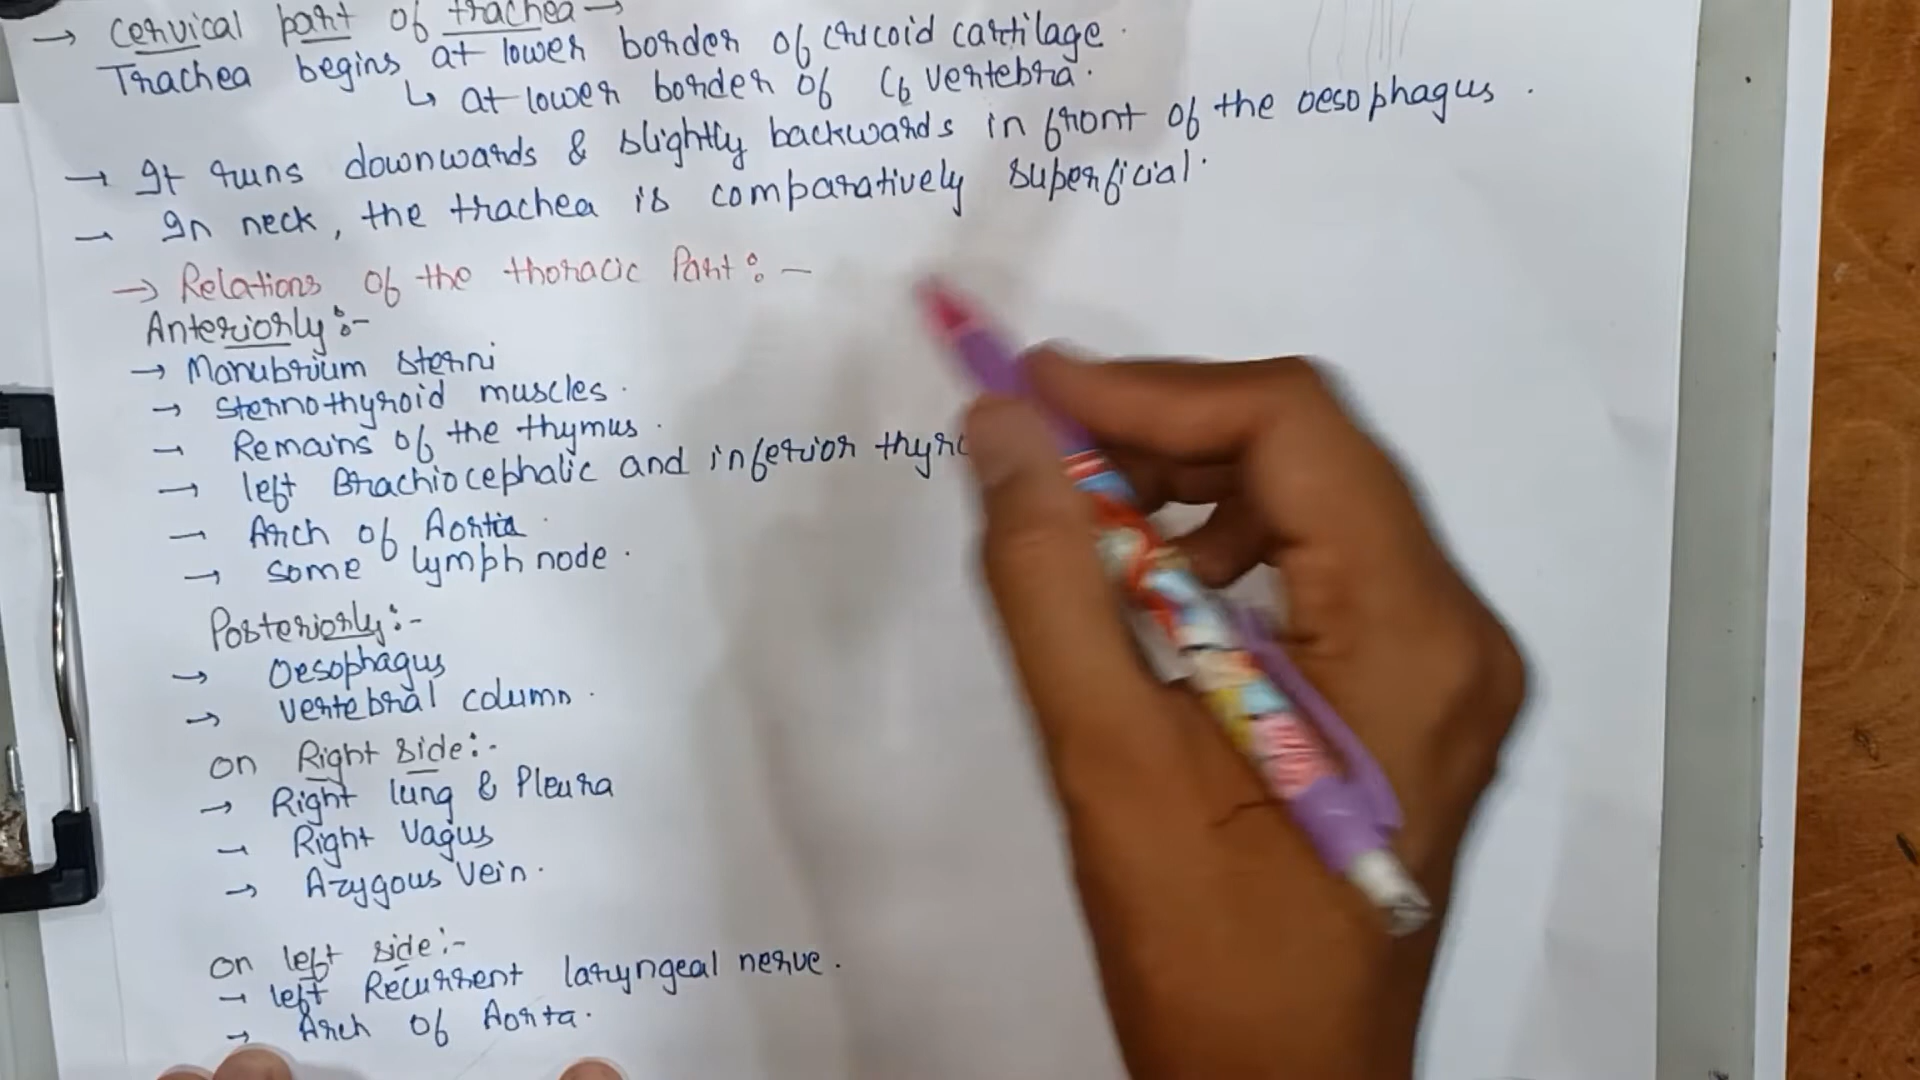 → Cervical part of trachea →
Trachea begins at lower border of cricoid cartilage.
↳ at lower border of C6 vertebra.
→ It runs downwards & slightly backwards in front of the oesophagus.
→ In neck, the trachea is comparatively superficial.
→ Relations of the thoracic Part:-
Anteriorly:-
→ Manubrium sterni
→ Sternothyroid muscles.
→ Remains of the thymus.
→ left Brachiocephalic and inferior
→ Arch of Aorta.
→ some lymph node.
Posteriorly:-
→ Oesophagus
→ vertebral column.
on Right side:-
→ Right lung & Pleura
→ Right Vagus
→ Azygous Vein.
on left side:-
→ left Recurrent laryngeal nerve.
→ Arch of Aorta.